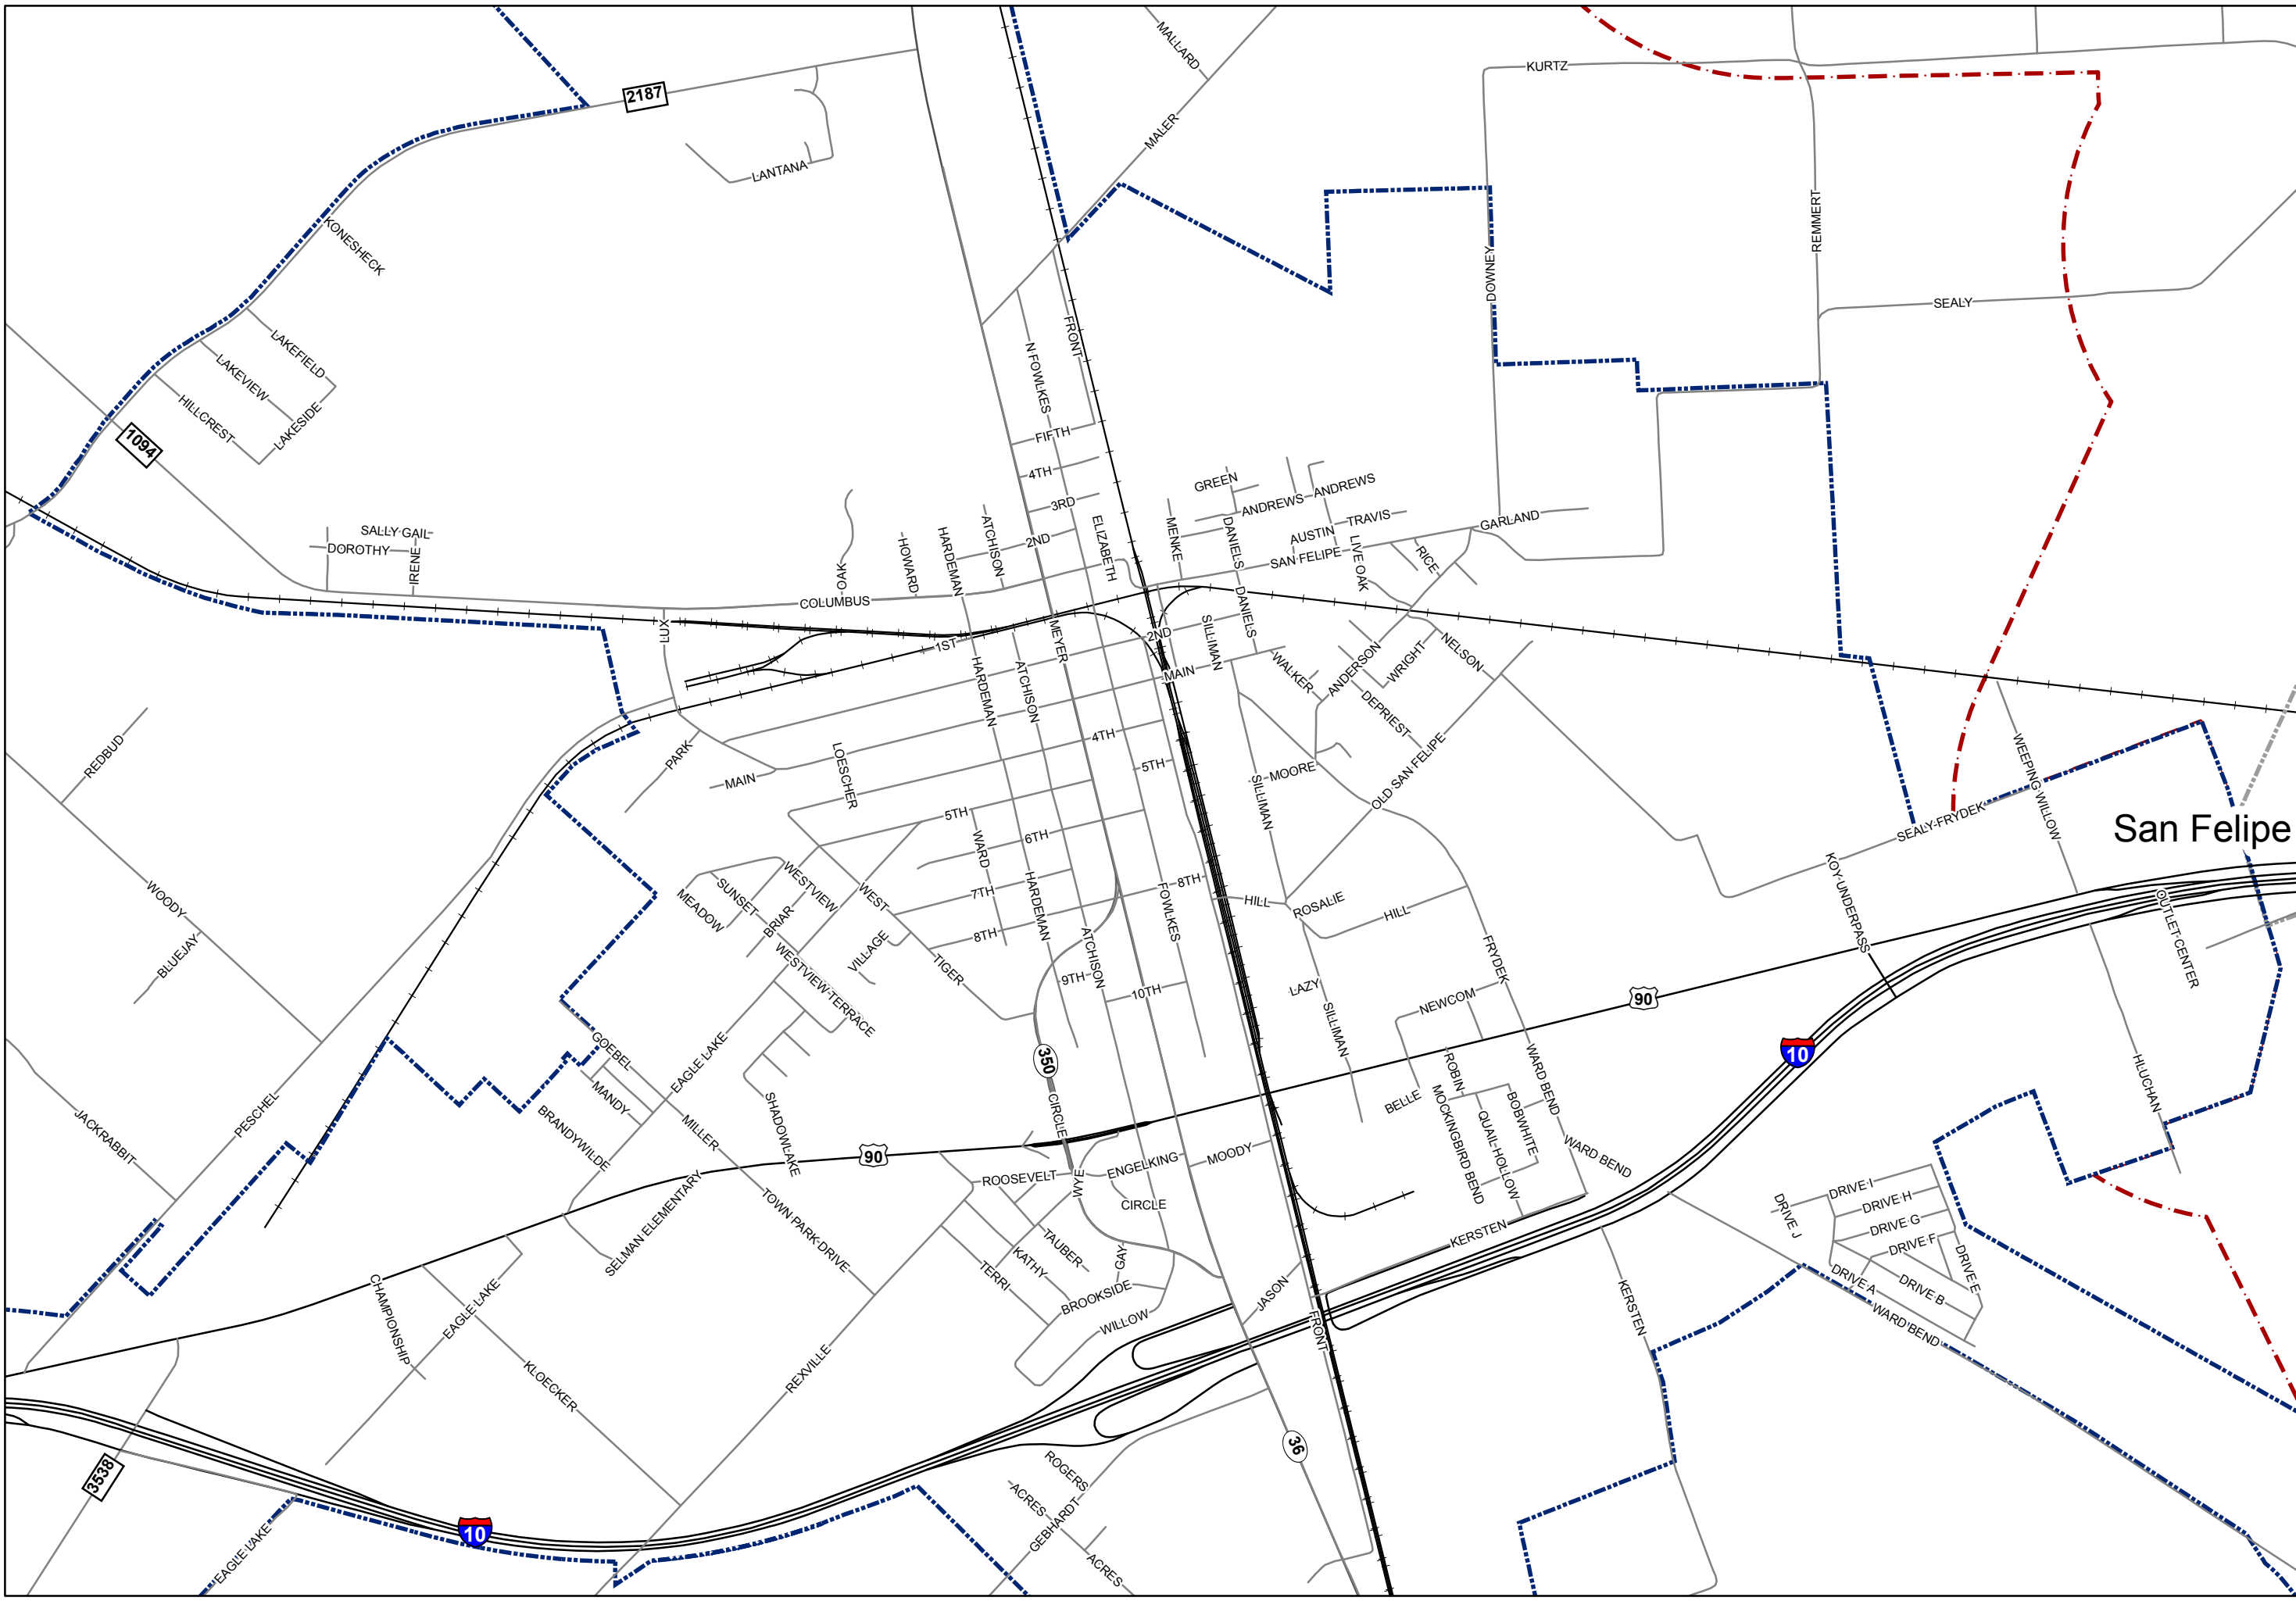 MALLARD
KURTZ
2187
MALER
LANTANA
REMMERT
KONESHECK
DOWNEY
SEALY
FRONT
LAKEFIELD
N FOWLKES
LAKEVIEW
HILLCREST
LAKESIDE
1094
FIFTH
4TH
3RD
GREEN
ANDREWS
ANDREWS
SALLY GAIL
DOROTHY
IRENE
OAK
HOWARD
HARDEMAN
ATCHISON
2ND
ELIZABETH
MENKE
DANIELS
AUSTIN
TRAVIS
SAN FELIPE
LIVE OAK
RICE
GARLAND
COLUMBUS
LUX
1ST
MEYER
2ND
SILLIMAN
DANIELS
HARDEMAN
ATCHISON
MAIN
WALKER
ANDERSON
WRIGHT
NELSON
DEPRIEST
REDBUD
PARK
MAIN
LOESCHER
4TH
5TH
MOORE
OLD SAN FELIPE
SILLIMAN
WEEPING WILLOW
SEALY-FRYDEK
San Felipe
5TH
6TH
WARD
WOODY
BLUEJAY
MEADOW
SUNSET
WESTVIEW
BRIAR
WEST
7TH
8TH
HARDEMAN
8TH
FOWLKES
HILL
ROSALIE
HILL
KOY UNDERPASS
OUTLET CENTER
VILLAGE
WESTVIEW TERRACE
TIGER
9TH
ATCHISON
10TH
LAZY
SILLIMAN
FRYDEK
NEWCOM
90
10
GOEBEL
MANDY
EAGLE LAKE
350
CIRCLE
ROBIN
WARD BEND
HLUCHAN
JACKRABBIT
PESCHEL
BRANDYWILDE
MILLER
SHADOWLAKE
BELLE
MOCKINGBIRD BEND
QUAIL HOLLOW
BOBWHITE
WARD BEND
90
ROOSEVELT
WYE
ENGELKING
MOODY
CIRCLE
SELMAN ELEMENTARY
TOWN PARK DRIVE
TAUBER
KATHY
TERRI
GAY
BROOKSIDE
WILLOW
JASON
KERSTEN
KERSTEN
DRIVE I
DRIVE H
DRIVE G
DRIVE F
DRIVE J
DRIVE E
DRIVE A
DRIVE B
WARD BEND
CHAMPIONSHIP
EAGLE LAKE
KLOECKER
REXVILLE
FRONT
3538
36
ROGERS
ACRES
GEBHARDT
ACRES
10
EAGLE LAKE